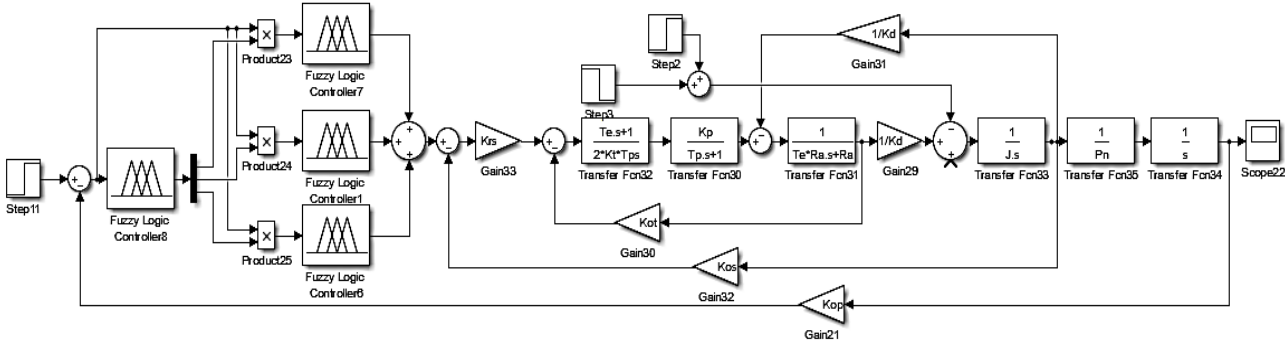 1/Kd
Gain31
Step2
Product23
Fuzzy Logic
Controller7
Step3
Krs
Gain33
Te.s+1
2*Kt*Tps
Transfer Fcn32
Kp
Tp.s+1
Transfer Fcn30
1
Te*Ra.s+Ra
Transfer Fcn31
1/Kd
Gain29
1
J.s
Transfer Fcn33
1
Pn
Transfer Fcn35
1
s
Transfer Fcn34
Scope22
Product24
Fuzzy Logic
Controller1
Step11
Fuzzy Logic
Controller8
Product25
Fuzzy Logic
Controller6
Kot
Gain30
Kos
Gain32
Kop
Gain21